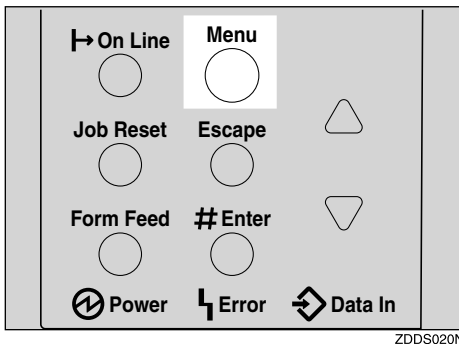 On Line Menu
Job Reset Escape
Form Feed # Enter
Power Error Data In
ZDDS020N